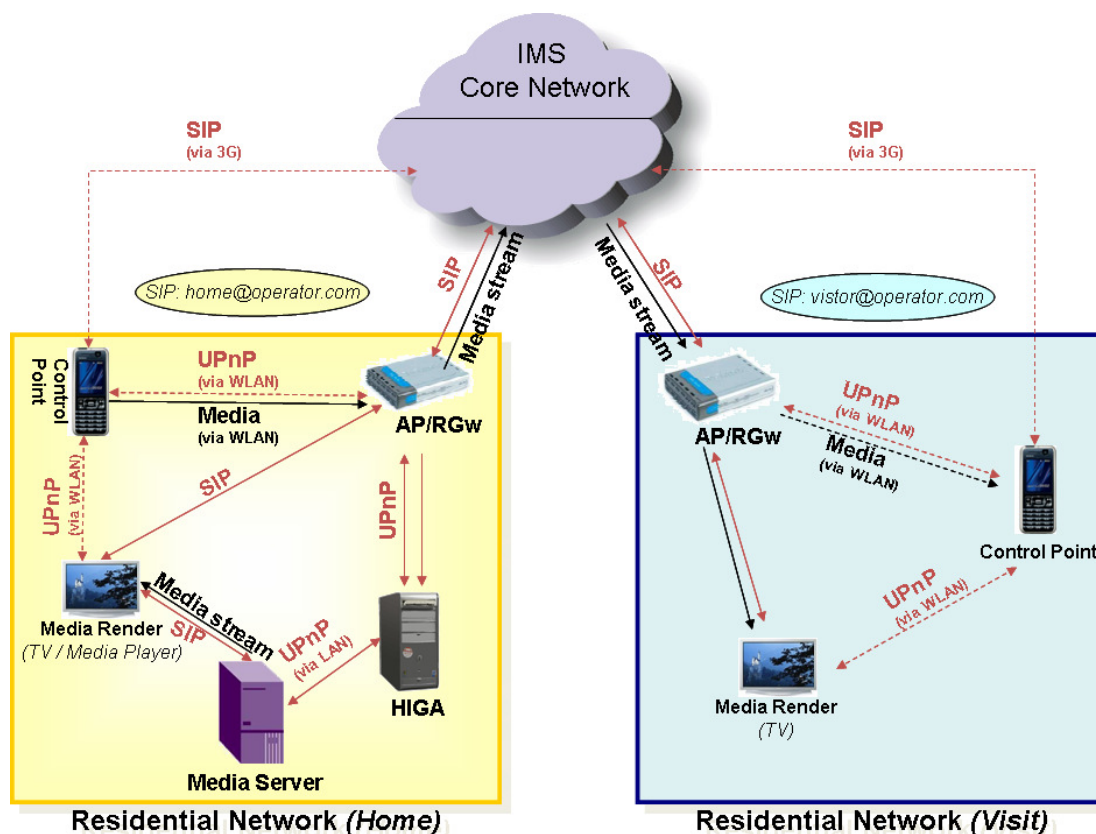 IMS
Core Network
SIP
(via 3G)
SIP
(via 3G)
SIP
Media stream
Media stream
SIP
SIP: home@operator.com
SIP: vistor@operator.com
Control
Point
UPnP
(via WLAN)
Media
(via WLAN)
AP/RGw
UPnP
(via WLAN)
SIP
UPnP
Media stream
SIP
Media Render
(TV / Media Player)
UPnP
(via LAN)
HIGA
Media Server
Residential Network (Home)
AP/RGw
UPnP
(via WLAN)
Media
(via WLAN)
Control Point
UPnP
(via WLAN)
Media Render
(TV)
Residential Network (Visit)